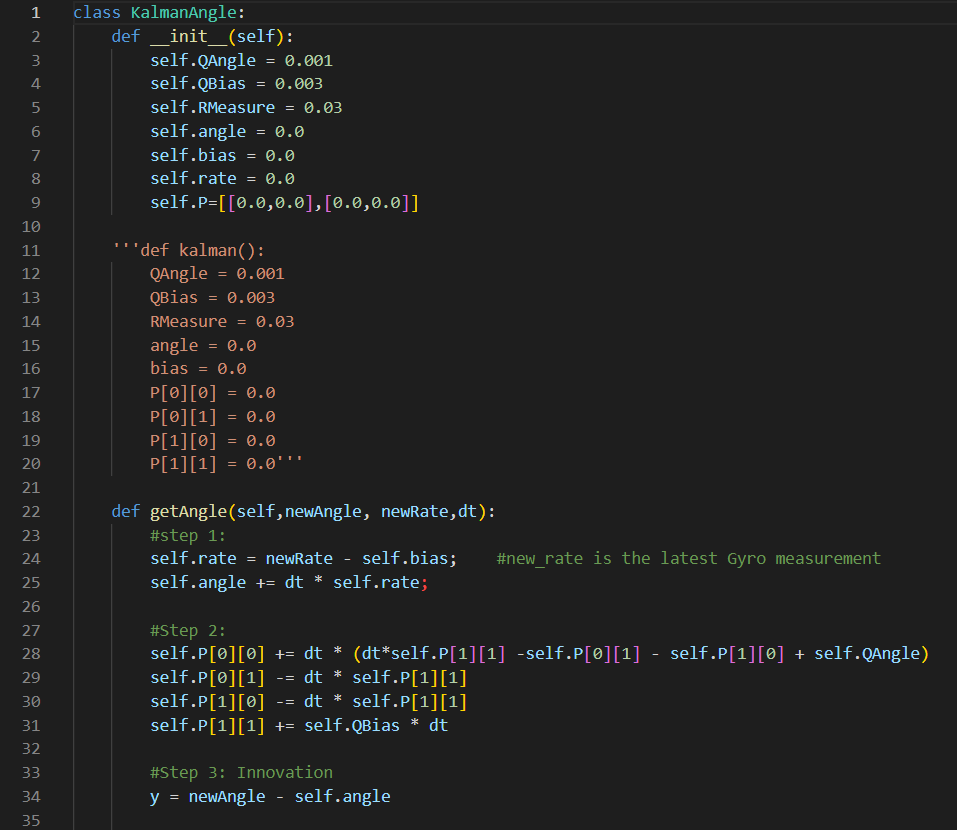 1 class KalmanAngle:
2     def __init__(self):
3         self.QAngle = 0.001
4         self.QBias = 0.003
5         self.RMeasure = 0.03
6         self.angle = 0.0
7         self.bias = 0.0
8         self.rate = 0.0
9         self.P=[[0.0,0.0],[0.0,0.0]]
10
11     '''def kalman():
12         QAngle = 0.001
13         QBias = 0.003
14         RMeasure = 0.03
15         angle = 0.0
16         bias = 0.0
17         P[0][0] = 0.0
18         P[0][1] = 0.0
19         P[1][0] = 0.0
20         P[1][1] = 0.0'''
21
22     def getAngle(self,newAngle, newRate,dt):
23         #step 1:
24         self.rate = newRate - self.bias;    #new_rate is the latest Gyro measurement
25         self.angle += dt * self.rate;
26
27         #Step 2:
28         self.P[0][0] += dt * (dt*self.P[1][1] -self.P[0][1] - self.P[1][0] + self.QAngle)
29         self.P[0][1] -= dt * self.P[1][1]
30         self.P[1][0] -= dt * self.P[1][1]
31         self.P[1][1] += self.QBias * dt
32
33         #Step 3: Innovation
34         y = newAngle - self.angle
35